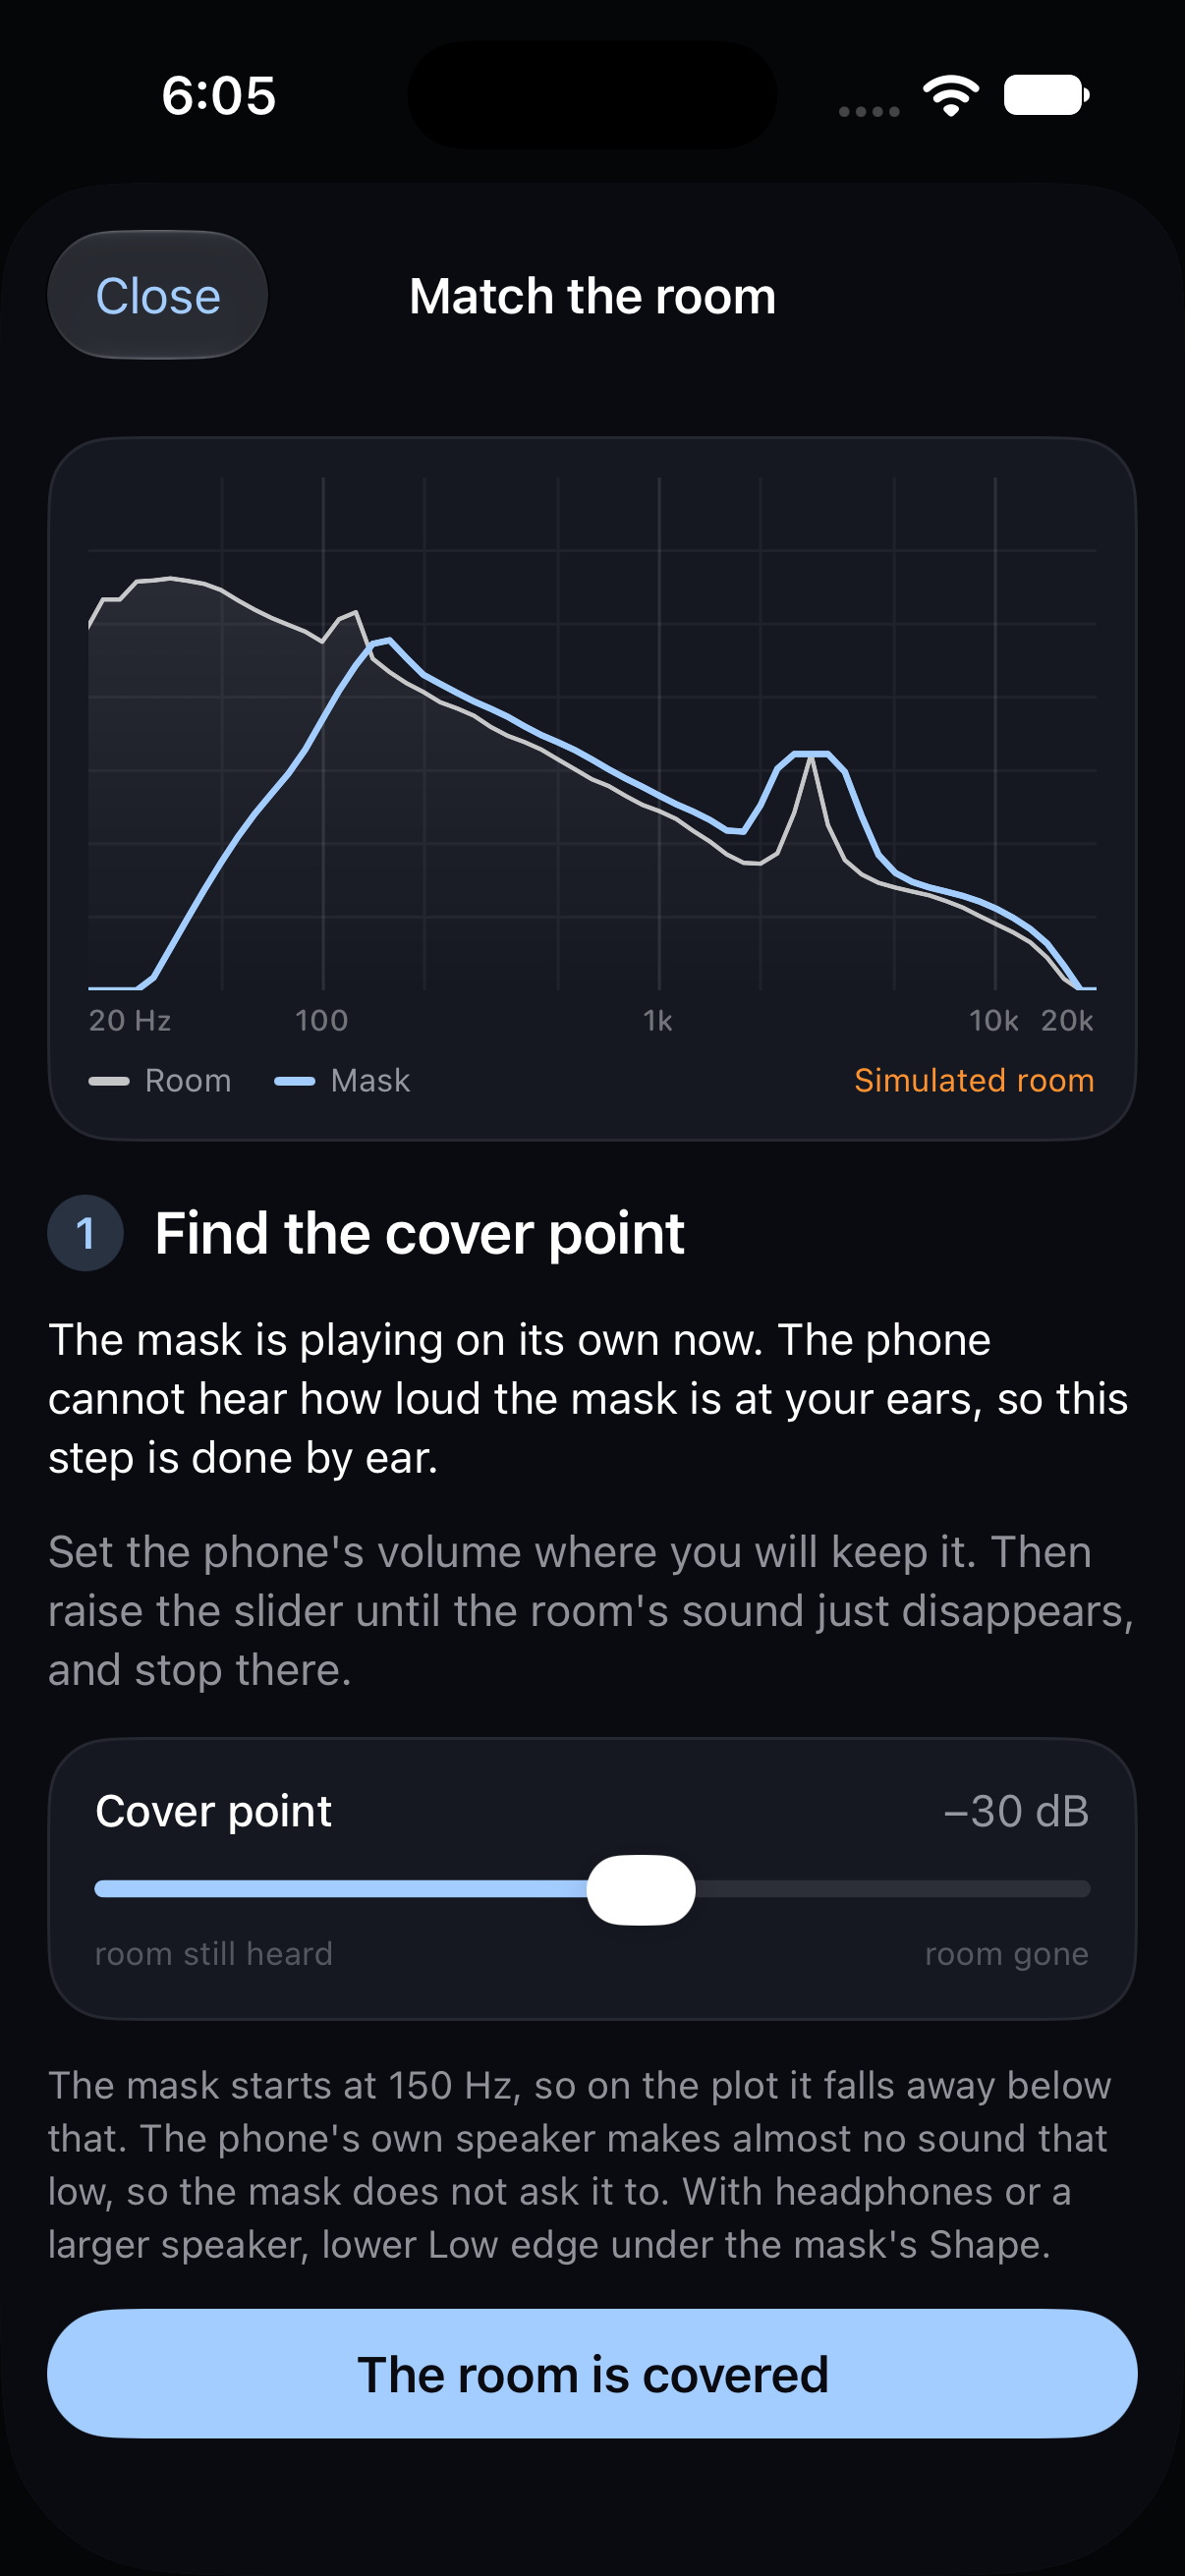 6:05
Close
Match the room
20 Hz
100
1k
10k
20k
Room
Mask
Simulated room
1
Find the cover point
The mask is playing on its own now. The phone
cannot hear how loud the mask is at your ears, so this
step is done by ear.
Set the phone's volume where you will keep it. Then
raise the slider until the room's sound just disappears,
and stop there.
Cover point
–30 dB
room still heard
room gone
The mask starts at 150 Hz, so on the plot it falls away below
that. The phone's own speaker makes almost no sound that
low, so the mask does not ask it to. With headphones or a
larger speaker, lower Low edge under the mask's Shape.
The room is covered